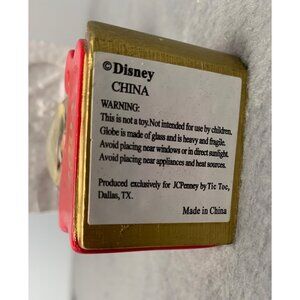 ©Disney
CHINA
WARNING:
This is not a toy.Not intended for use by children.
Globe is made of glass and is heavy and fragile.
Avoid placing near windows or in direct sunlight.
Avoid placing near appliances and heat sources.
Produced exclusively for JCPenney by Tic Toc,
Dallas, TX.
Made in China